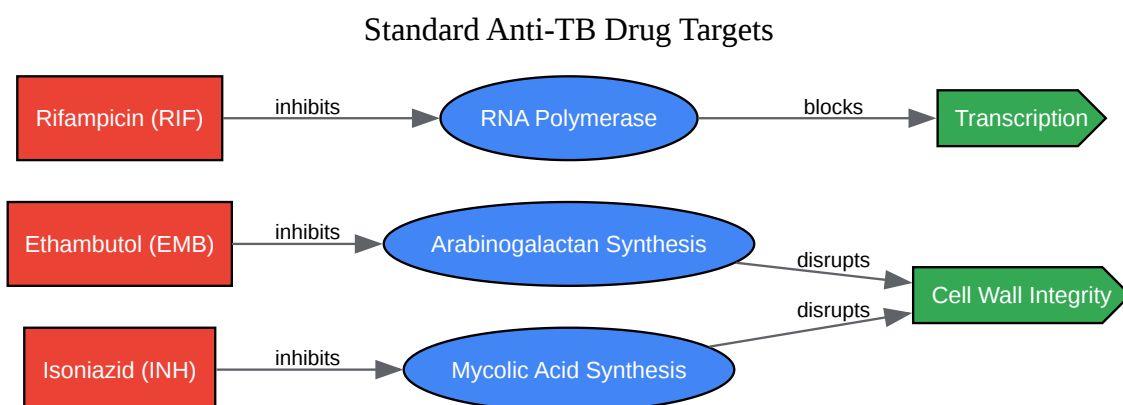 Standard Anti-TB Drug Targets
Rifampicin (RIF) inhibits RNA Polymerase blocks Transcription
Ethambutol (EMB) inhibits Arabinogalactan Synthesis disrupts
Cell Wall Integrity
disrupts
Isoniazid (INH) inhibits Mycolic Acid Synthesis